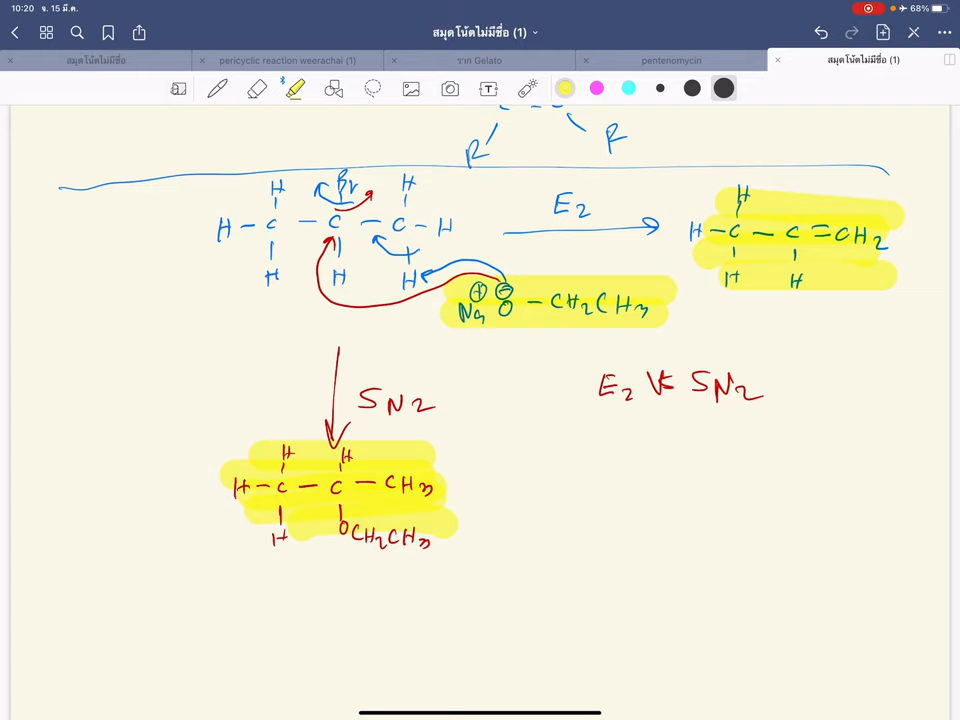 10:20 จ. 15 มี.ค. 68%
สมุดโน้ตไม่มีชื่อ (1)
สมุดโน้ตไม่มีชื่อ
pericyclic reaction weerachai (1)
ราก Gelato
pentenomycin
สมุดโน้ตไม่มีชื่อ (1)
R R
H Br H
H — C — C — C — H
H H H
E2
H
H — C — C = CH2
H H
Na⊕ ⊖O — CH2CH3
SN2
E2 Vs SN2
H H
H — C — C — CH3
H OCH2CH3